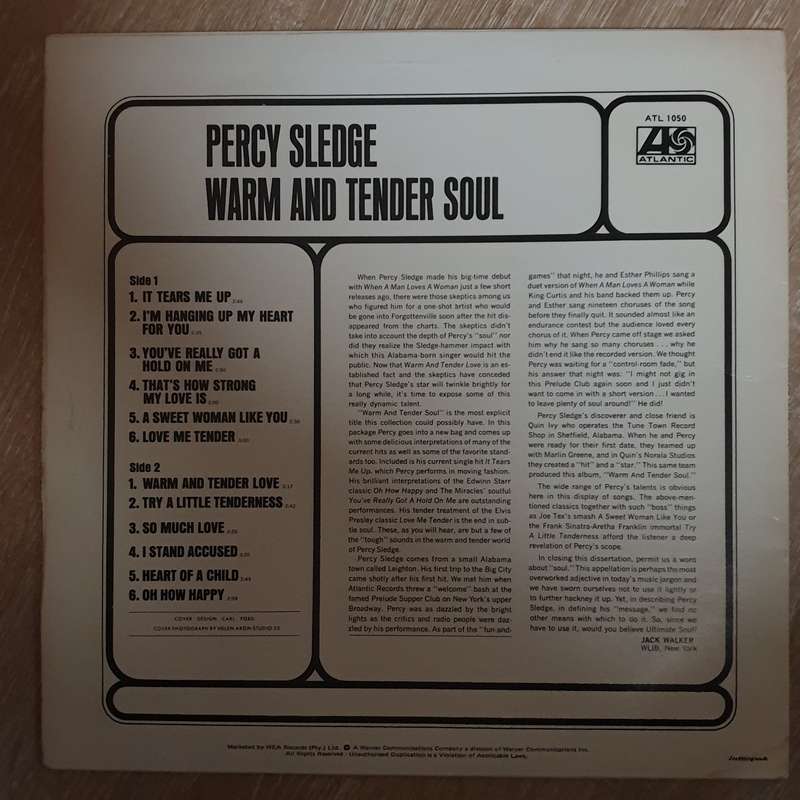 PERCY SLEDGE
WARM AND TENDER SOUL
ATL 1050
ATLANTIC
Side 1
1. IT TEARS ME UP
2. I'M HANGING UP MY HEART
FOR YOU
3. YOU'VE REALLY GOT A
HOLD ON ME
4. THAT'S HOW STRONG
MY LOVE IS
5. A SWEET WOMAN LIKE YOU
6. LOVE ME TENDER
Side 2
1. WARM AND TENDER LOVE
2. TRY A LITTLE TENDERNESS
3. SO MUCH LOVE
4. I STAND ACCUSED
5. HEART OF A CHILD
6. OH HOW HAPPY
COVER DESIGN: CARL
COVER PHOTOGRAPH BY
When Percy Sledge made his big-time debut
with When A Man Loves A Woman just a few short
releases ago, there were those skeptics among us
who figured him for a one-shot artist who would
be gone into Forgottenville soon after the hit dis-
appeared from the charts. The skeptics didn't
take into account the depth of Percy's "soul" nor
did they realize the Sledge-hammer impact with
which this Alabama-born singer would hit the
public. Now that Warm And Tender Love is an es-
tablished fact and the skeptics have conceded
that Percy Sledge's star will twinkle brightly for
a long while, it's time to expose some of this
really dynamic talent.
"Warm And Tender Soul" is the most explicit
title this collection could possibly have. In this
package Percy goes into a new bag and comes up
with some delicious interpretations of many of the
current hits as well as some of the favorite stand-
ards too. Included is his current single hit It Tears
Me Up, which Percy performs in moving fashion.
His brilliant interpretations of the Edwinn Starr
classic Oh How Happy and The Miracles' soulful
You've Really Got A Hold On Me are outstanding
performances. His tender treatment of the Elvis
Presley classic Love Me Tender is the end in sub-
tle soul. These, as you will hear, are but a few of
the "tough" sounds in the warm and tender world
of Percy Sledge.
Percy Sledge comes from a small Alabama
town called Leighton. His first trip to the Big City
came shotly after his first hit. We met him when
Atlantic Records threw a "welcome" bash at the
famed Prelude Supper Club on New York's upper
Broadway. Percy was as dazzled by the bright
lights as the critics and radio people were daz-
zled by his performance. As part of the "fun-and-
games" that night, he and Esther Phillips sang a
duet version of When A Man Loves A Woman while
King Curtis and his band backed them up. Percy
and Esther sang nineteen choruses of the song
before they finally quit. It sounded almost like an
endurance contest but the audience loved every
chorus of it. When Percy came off stage we asked
him why he sang so many choruses . . . why he
didn't end it like the recorded version. We thought
Percy was waiting for a "control-room fade," but
his answer that night was: "I might not gig in
this Prelude Club again soon and I just didn't
want to come in with a short version . . . I wanted
to leave plenty of soul around!" He did!
Percy Sledge's discoverer and close friend is
Quin Ivy who operates the Tune Town Record
Shop in Sheffield, Alabama. When he and Percy
were ready for their first date, they teamed up
with Marlin Greene, and in Quin's Norala Studios
they created a "hit" and a "star." This same team
produced this album, "Warm And Tender Soul."
The wide range of Percy's talents is obvious
here in this display of songs. The above-men-
tioned classics together with such "boss" things
as Joe Tex's smash A Sweet Woman Like You or
the Frank Sinatra-Aretha Franklin immortal Try
A Little Tenderness afford the listener a deep
revelation of Percy's scope.
In closing this dissertation, permit us a word
about "soul." This appellation is perhaps the most
overworked adjective in today's music jargon and
we have sworn ourselves not to use it lightly or
to further hackney it up. Yet, in describing Percy
Sledge, in defining his "message," we find no
other means with which to do it. So, since we
have to use it, would you believe Ultimate Soul?
JACK WALKER
WLIB, New York
Marketed by WEA Records (Pty.) Ltd. A Warner Communications Company a division of Warner Communications Inc.
All Rights Reserved - Unauthorised Duplication is a Violation of Applicable Laws.